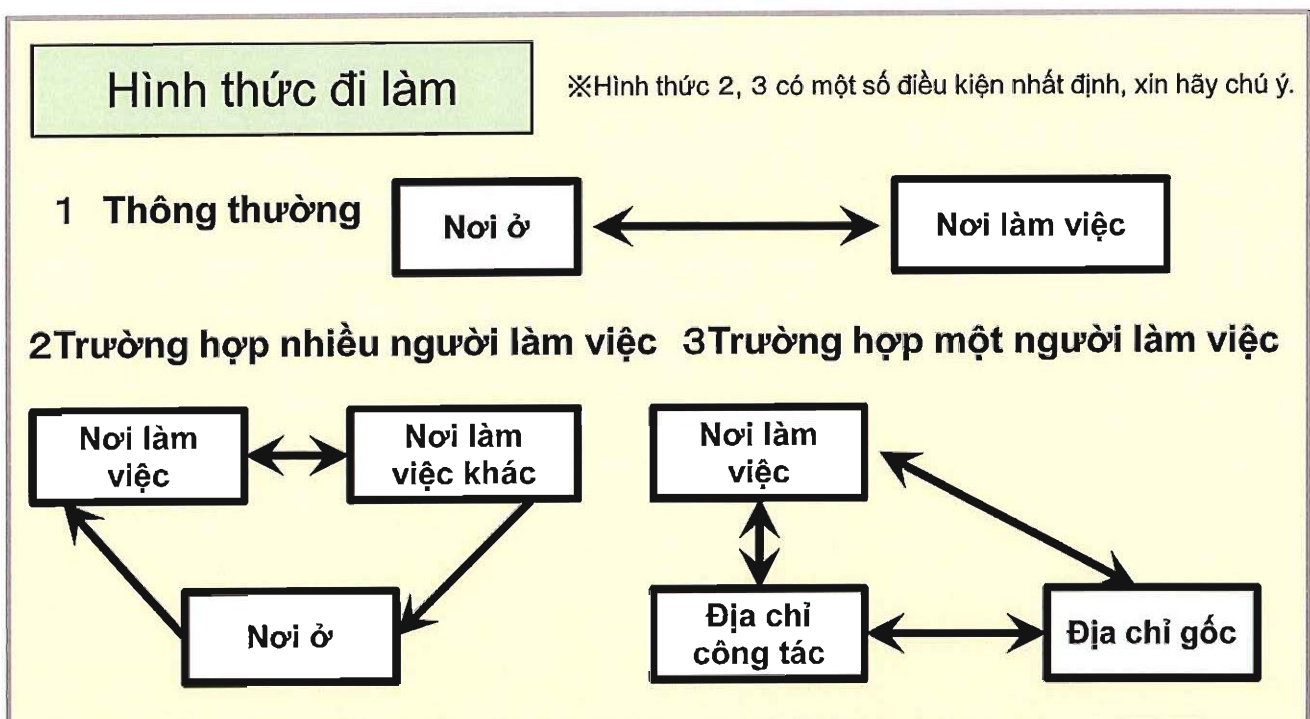 Hình thức đi làm
※Hình thức 2, 3 có một số điều kiện nhất định, xin hãy chú ý.
1 Thông thường
Nơi ở
Nơi làm việc
2Trường hợp nhiều người làm việc
3Trường hợp một người làm việc
Nơi làm
việc
Nơi làm
việc khác
Nơi ở
Nơi làm
việc
Địa chỉ
công tác
Địa chỉ gốc